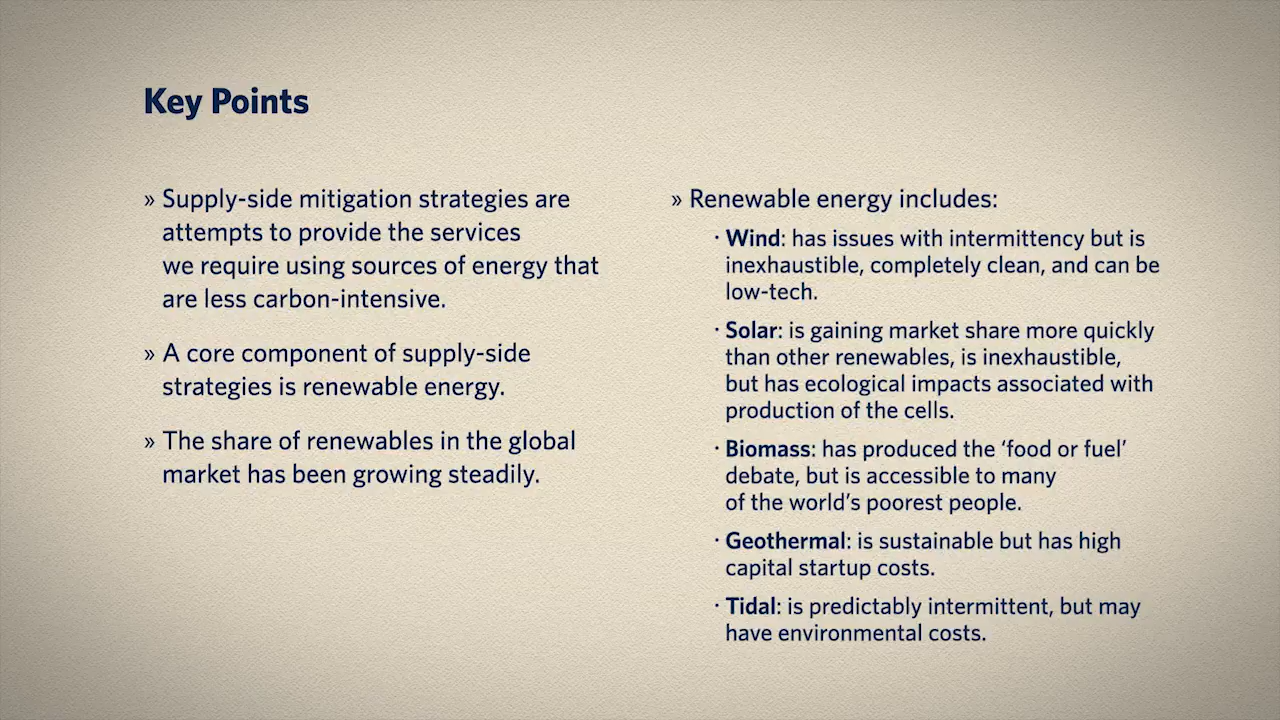 Key Points
» Supply-side mitigation strategies are
attempts to provide the services
we require using sources of energy that
are less carbon-intensive.
» A core component of supply-side
strategies is renewable energy.
» The share of renewables in the global
market has been growing steadily.
» Renewable energy includes:
· Wind: has issues with intermittency but is
inexhaustible, completely clean, and can be
low-tech.
· Solar: is gaining market share more quickly
than other renewables, is inexhaustible,
but has ecological impacts associated with
production of the cells.
· Biomass: has produced the ‘food or fuel’
debate, but is accessible to many
of the world’s poorest people.
· Geothermal: is sustainable but has high
capital startup costs.
· Tidal: is predictably intermittent, but may
have environmental costs.